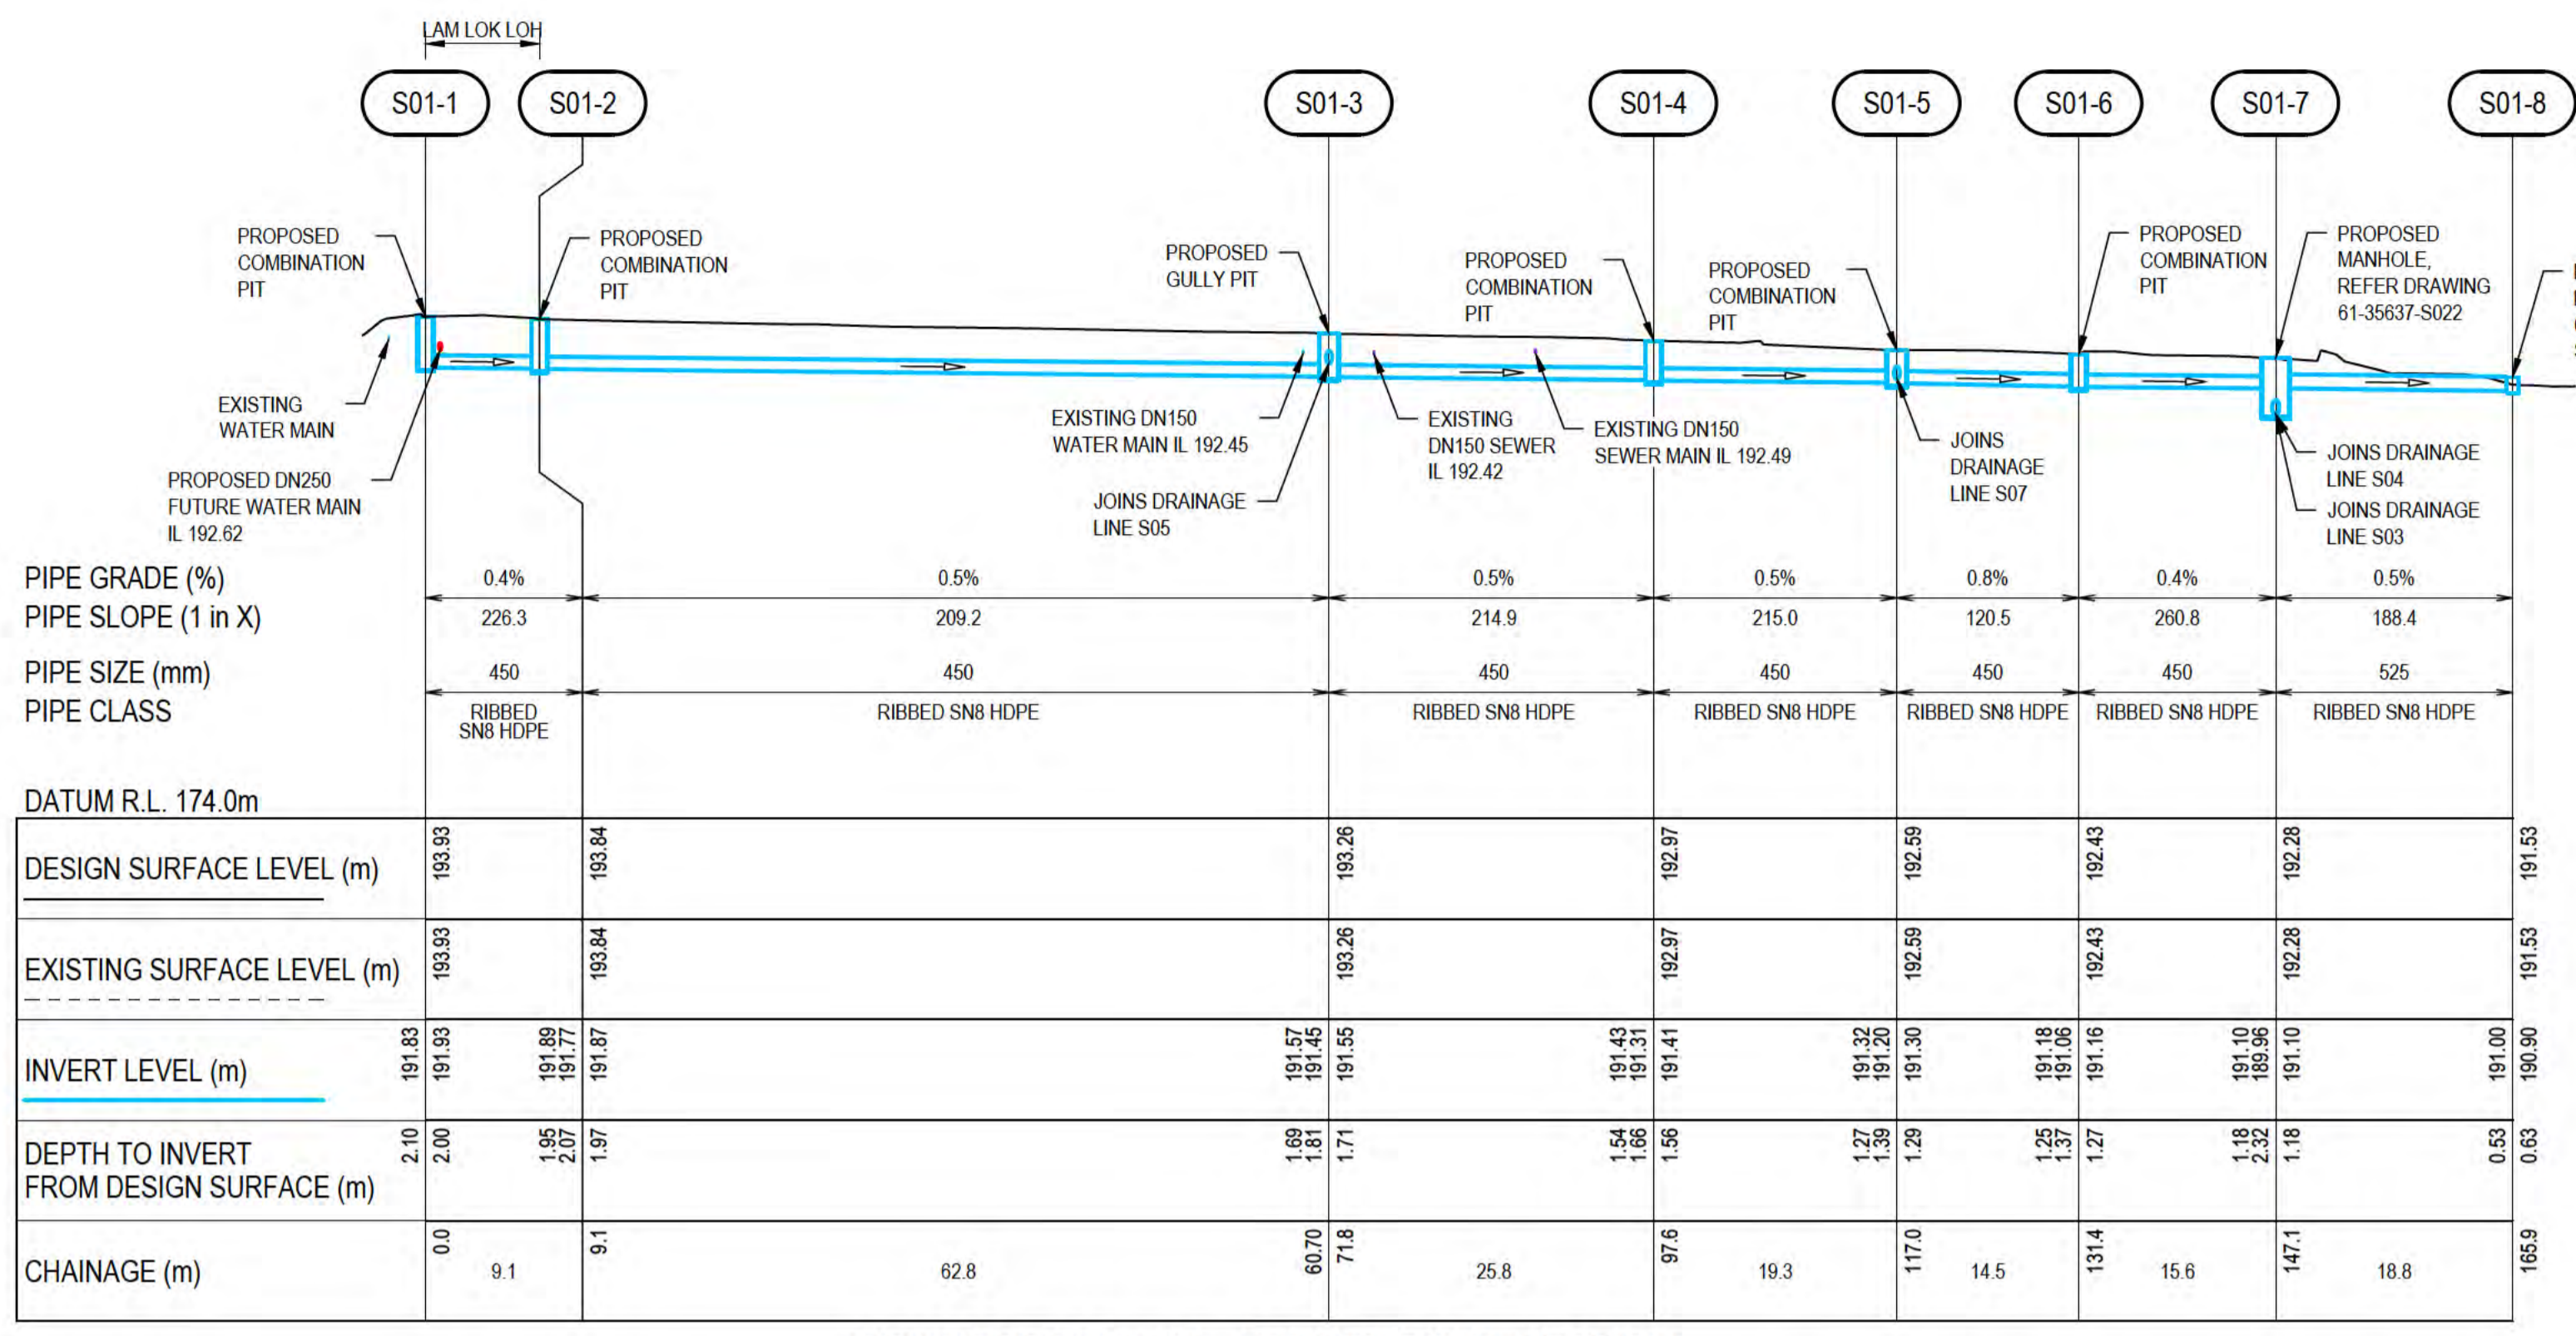 LAM LOK LOH
S01-1
S01-2
S01-3
S01-4
S01-5
S01-6
S01-7
S01-8
PROPOSED
COMBINATION
PIT
PROPOSED
COMBINATION
PIT
PROPOSED
GULLY PIT
PROPOSED
COMBINATION
PIT
PROPOSED
COMBINATION
PIT
PROPOSED
COMBINATION
PIT
PROPOSED
MANHOLE,
REFER DRAWING
61-35637-S022
EXISTING
WATER MAIN
PROPOSED DN250
FUTURE WATER MAIN
IL 192.62
EXISTING DN150
WATER MAIN IL 192.45
JOINS DRAINAGE
LINE S05
EXISTING
DN150 SEWER
IL 192.42
EXISTING DN150
SEWER MAIN IL 192.49
JOINS
DRAINAGE
LINE S07
JOINS DRAINAGE
LINE S04
JOINS DRAINAGE
LINE S03
PIPE GRADE (%)
0.4%
0.5%
0.5%
0.5%
0.8%
0.4%
0.5%
PIPE SLOPE (1 in X)
226.3
209.2
214.9
215.0
120.5
260.8
188.4
PIPE SIZE (mm)
450
450
450
450
450
450
525
PIPE CLASS
RIBBED
SN8 HDPE
RIBBED SN8 HDPE
RIBBED SN8 HDPE
RIBBED SN8 HDPE
RIBBED SN8 HDPE
RIBBED SN8 HDPE
RIBBED SN8 HDPE
DATUM R.L. 174.0m
DESIGN SURFACE LEVEL (m)
193.93
193.84
193.26
192.97
192.59
192.43
192.28
191.53
EXISTING SURFACE LEVEL (m)
193.93
193.84
193.26
192.97
192.59
192.43
192.28
191.53
INVERT LEVEL (m)
191.83
191.93
191.89
191.77
191.87
191.57
191.45
191.55
191.43
191.31
191.41
191.32
191.20
191.30
191.18
191.06
191.16
191.10
189.96
191.10
191.00
190.90
DEPTH TO INVERT
FROM DESIGN SURFACE (m)
2.10
2.00
1.95
2.07
1.97
1.69
1.81
1.71
1.54
1.66
1.56
1.27
1.39
1.29
1.25
1.37
1.27
1.18
2.32
1.18
0.53
0.63
CHAINAGE (m)
0.0
9.1
9.1
62.8
60.70
71.8
25.8
97.6
19.3
117.0
14.5
131.4
15.6
147.1
18.8
165.9